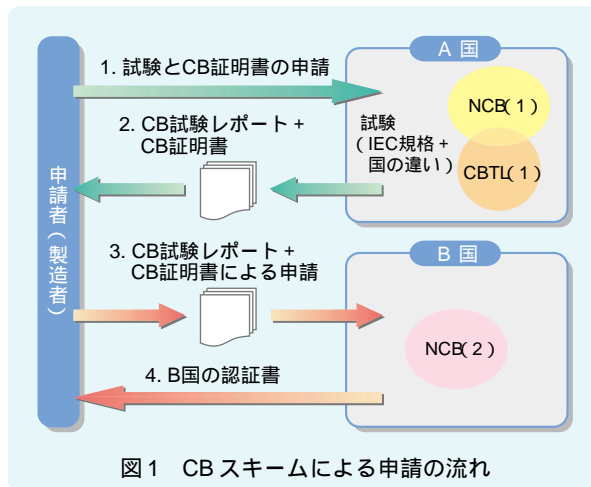 A 国
1. 試験とCB証明書の申請
NCB(1)
試験
(IEC規格+
国の違い)
CBTL(1)
2. CB試験レポート+
CB証明書
申請者(製造者)
3. CB試験レポート+
CB証明書による申請
B 国
NCB(2)
4. B国の認証書
図1 CB スキームによる申請の流れ